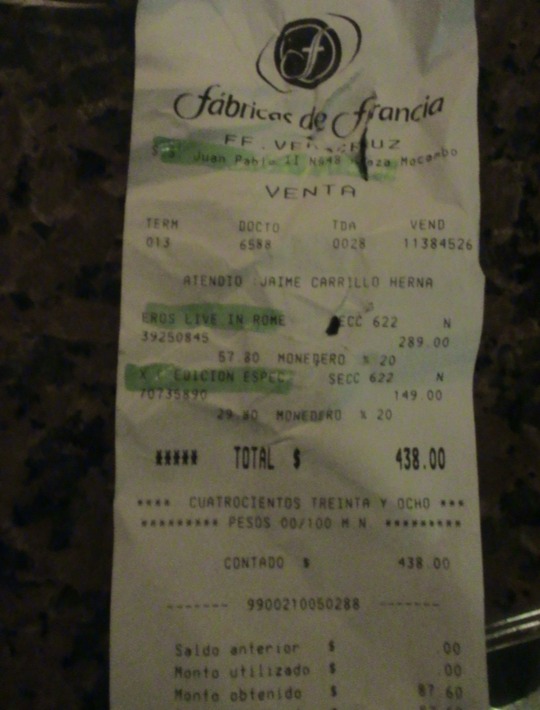 f
fábricas de francia
FF. VERACRUZ
Juan Pablo II Plaza Mocambo
VENTA
TERM DOCTO TDA VEND
013 6588 0028 11384526
ATENDIO JAIME CARRILLO HERNA
EROS LIVE IN ROME SECC 622 N
39250845 289.00
57.80 MONEDERO % 20
EDICION ESPEC SECC 622 N
70735890 149.00
29.80 MONEDERO % 20
***** TOTAL $ 438.00
**** CUATROCIENTOS TREINTA Y OCHO ***
********* PESOS 00/100 M.N. *********
CONTADO $ 438.00
------- 9900210050288 -------
Saldo anterior $ .00
Monto utilizado $ .00
Monto obtenido $ 87.60